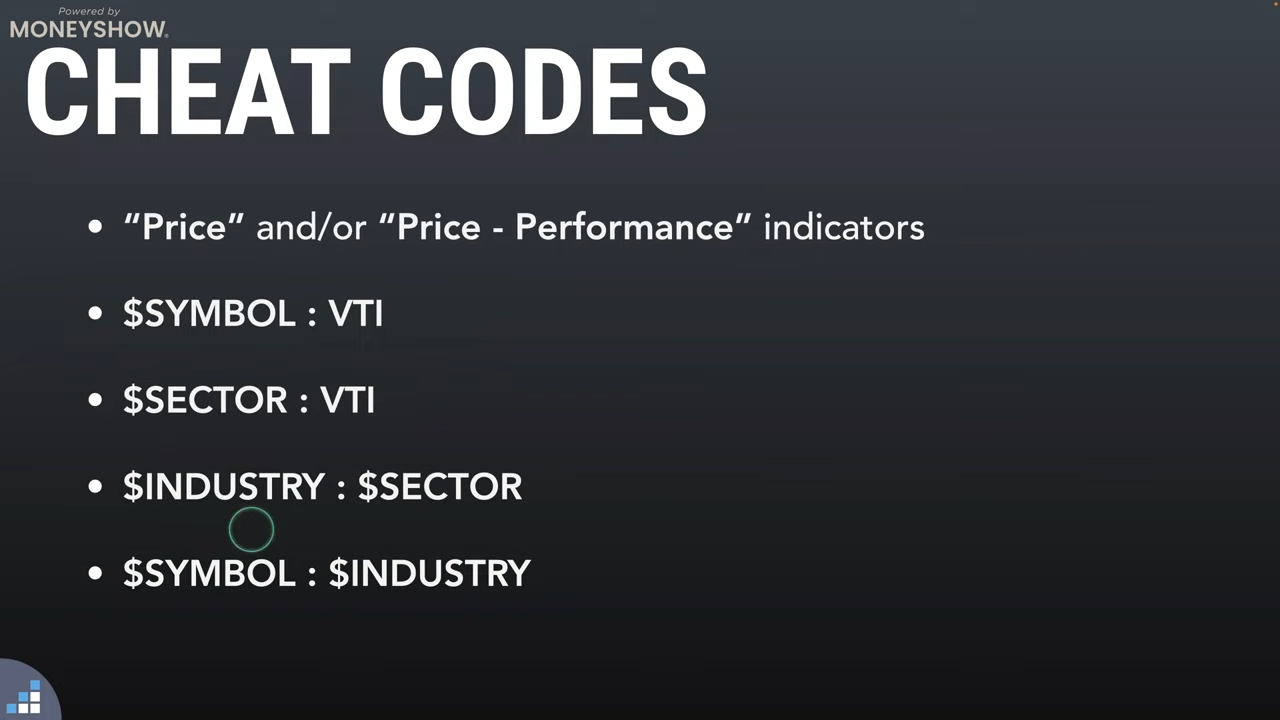 Powered by
MONEYSHOW.
CHEAT CODES
• “Price” and/or “Price - Performance” indicators
• $SYMBOL : VTI
• $SECTOR : VTI
• $INDUSTRY : $SECTOR
• $SYMBOL : $INDUSTRY